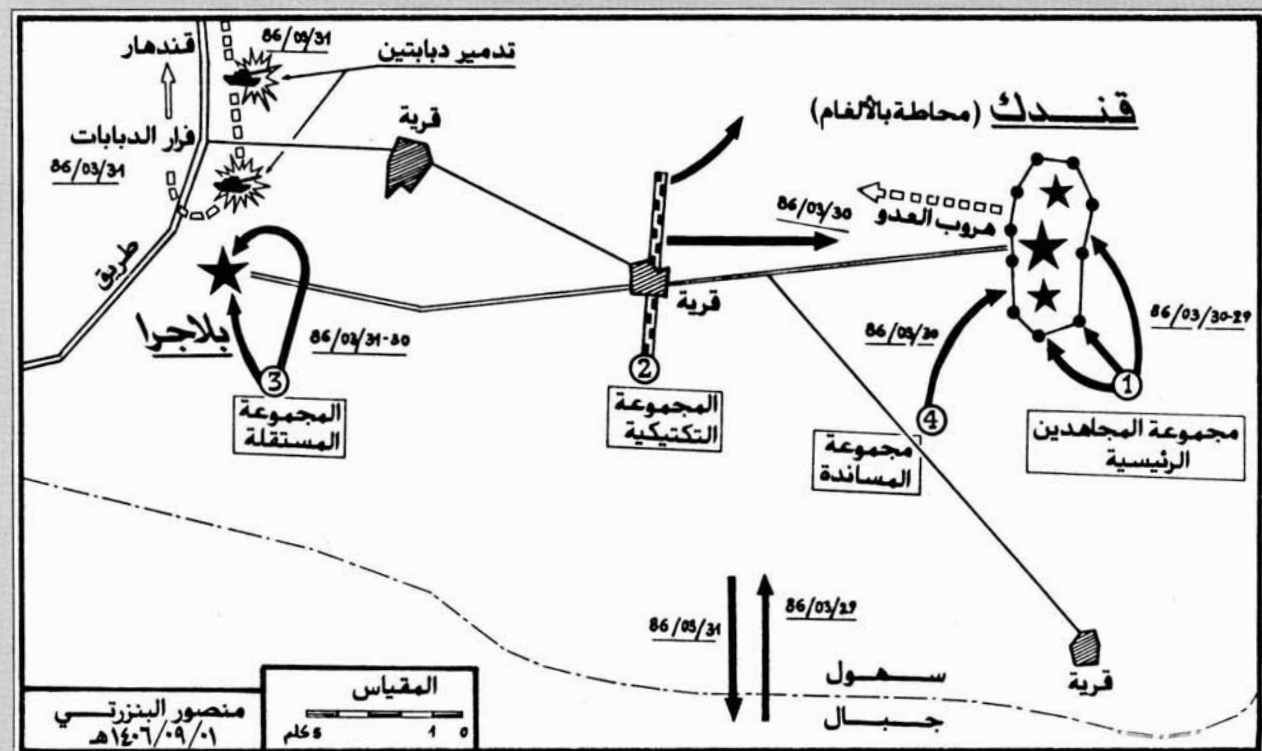 قندهار
86/03/31
تدمير دبابتين
فرار الدبابات
86/03/31
قرية
قنـــدك (محاطة بالألغام)
86/03/30
هروب العدو
طريق
بلاجرا
86/03/31-30
قرية
86/03/30
86/03/30-29
3
المجموعة
المستقلة
2
المجموعة
التكتيكية
4
مجموعة
المساندة
1
مجموعة المجاهدين
الرئيسية
86/03/31
86/03/29
سهول
جبال
قرية
المقياس
5كلم 1 0
منصور البنزرتي
١٤٠٦/٠٩/٠١هـ